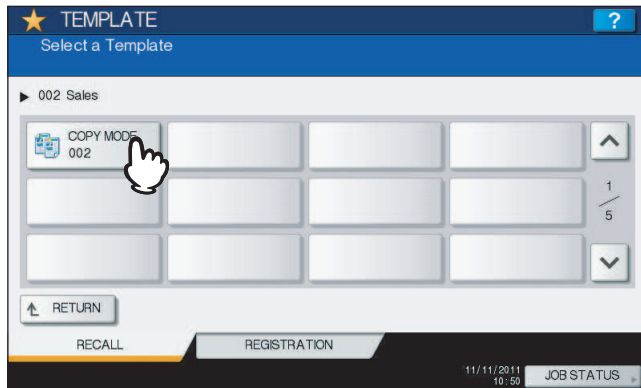 TEMPLATE
?
Select a Template
002 Sales
COPY MODE
002
1
5
RETURN
RECALL
REGISTRATION
11/11/2011
10:50
JOB STATUS